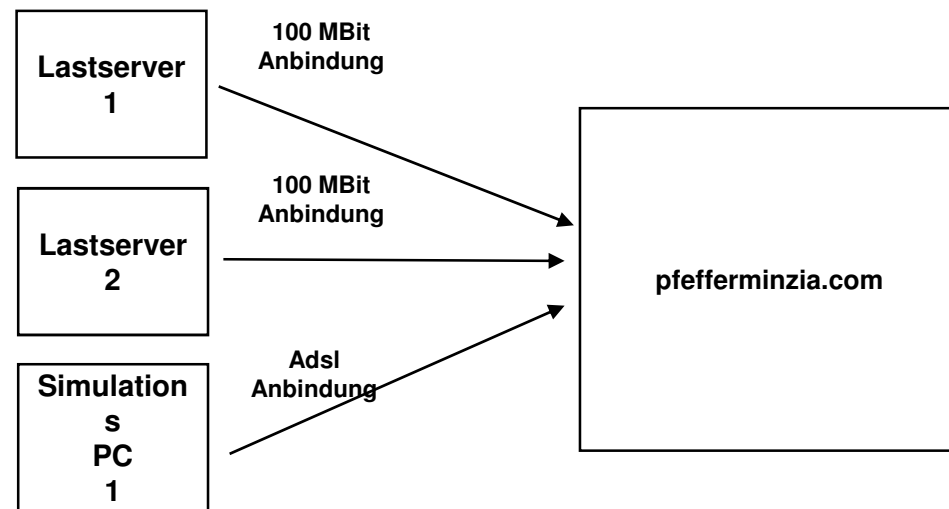 Lastserver
1
100 MBit
Anbindung
Lastserver
2
100 MBit
Anbindung
Simulation
s
PC
1
Adsl
Anbindung
pfefferminzia.com